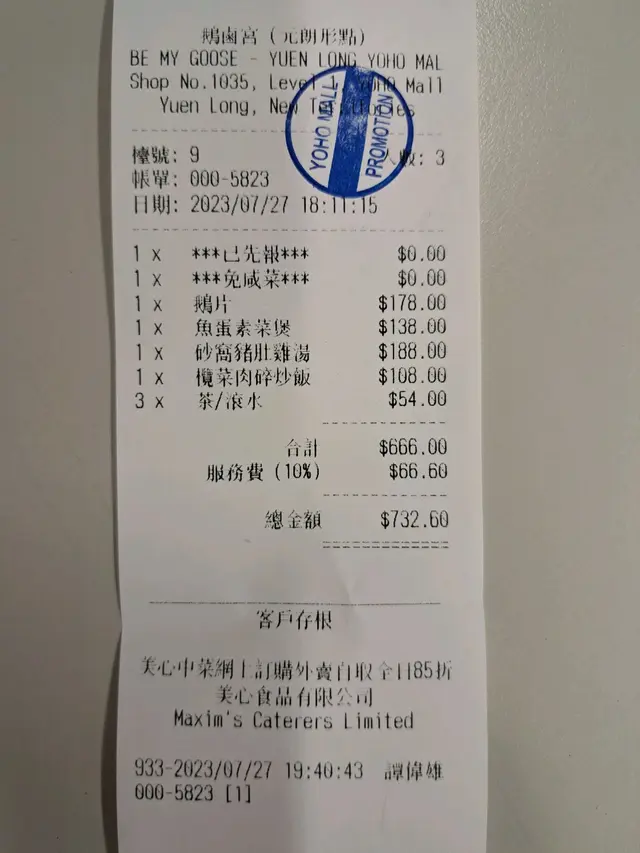 鵝鹵宮 (元朗形點)
BE MY GOOSE - YUEN LONG YOHO MAL
Shop No.1035, Level 1, YOHO Mall
Yuen Long, New Territories
YOHO MALL
PROMOTION
檯號: 9 人數: 3
帳單: 000-5823
日期: 2023/07/27 18:11:15
1 x ***已先報*** $0.00
1 x ***免咸菜*** $0.00
1 x 鵝片 $178.00
1 x 魚蛋素菜煲 $138.00
1 x 砂窩豬肚雞湯 $188.00
1 x 欖菜肉碎炒飯 $108.00
3 x 茶/滾水 $54.00
合計 $666.00
服務費 (10%) $66.60
總金額 $732.60
客戶存根
美心中菜網上訂購外賣自取全日85折
美心食品有限公司
Maxim's Caterers Limited
933-2023/07/27 19:40:43 譚偉雄
000-5823 [1]